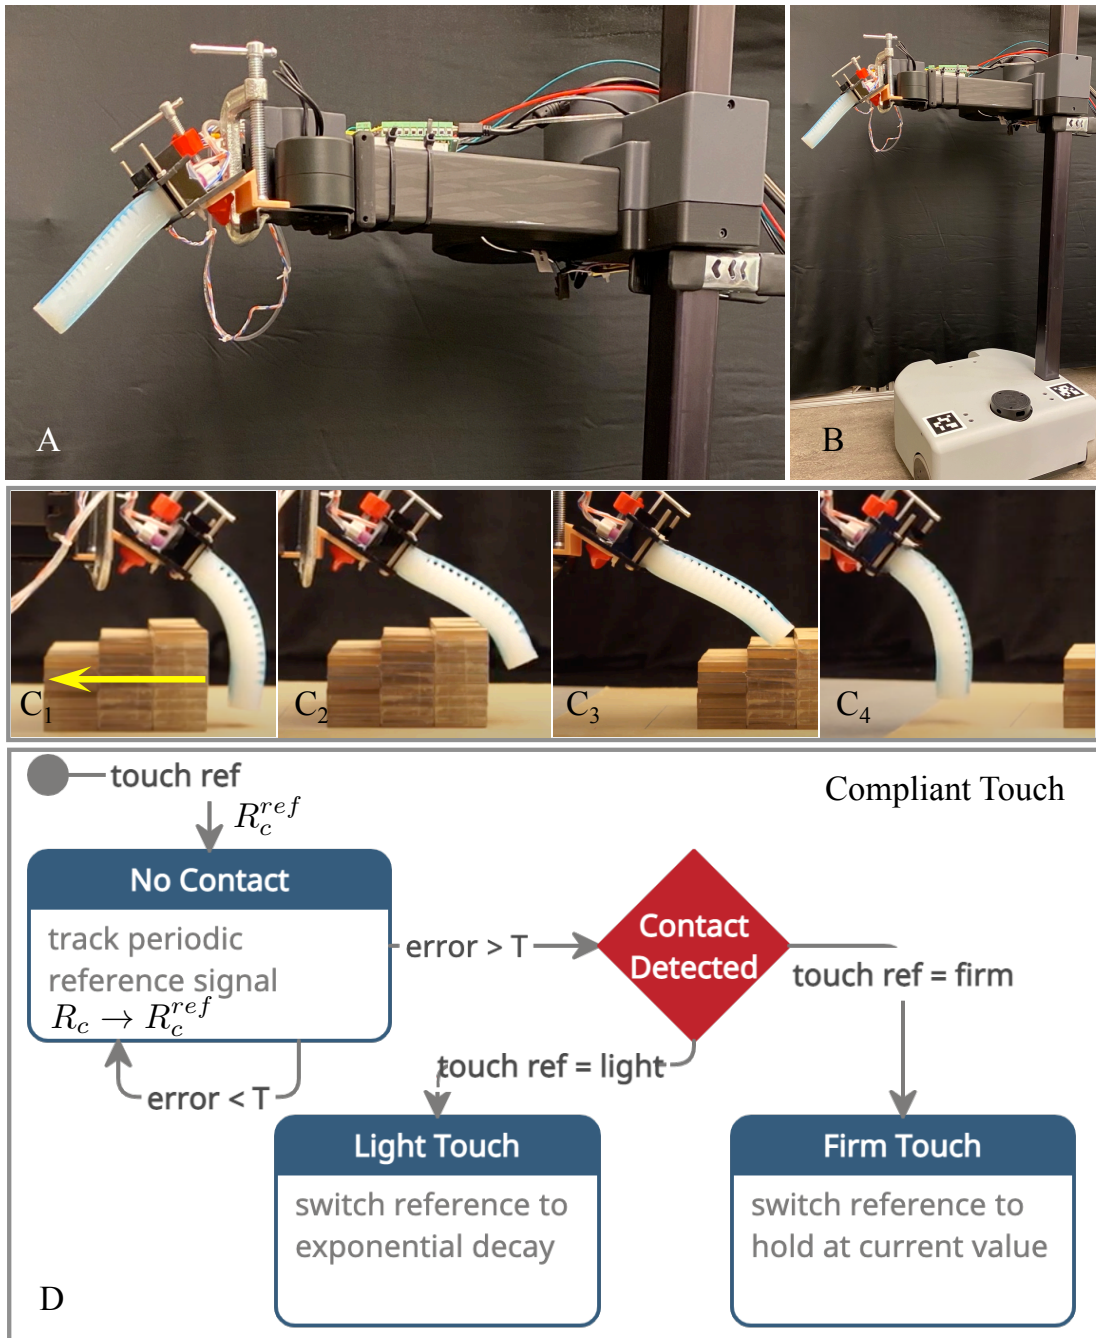 A
B
C1
C2
C3
C4
touch ref
Compliant Touch
R_c^{ref}
No Contact
track periodic
reference signal
R_c → R_c^{ref}
error > T
Contact
Detected
touch ref = firm
touch ref = light
error < T
Light Touch
switch reference to
exponential decay
Firm Touch
switch reference to
hold at current value
D